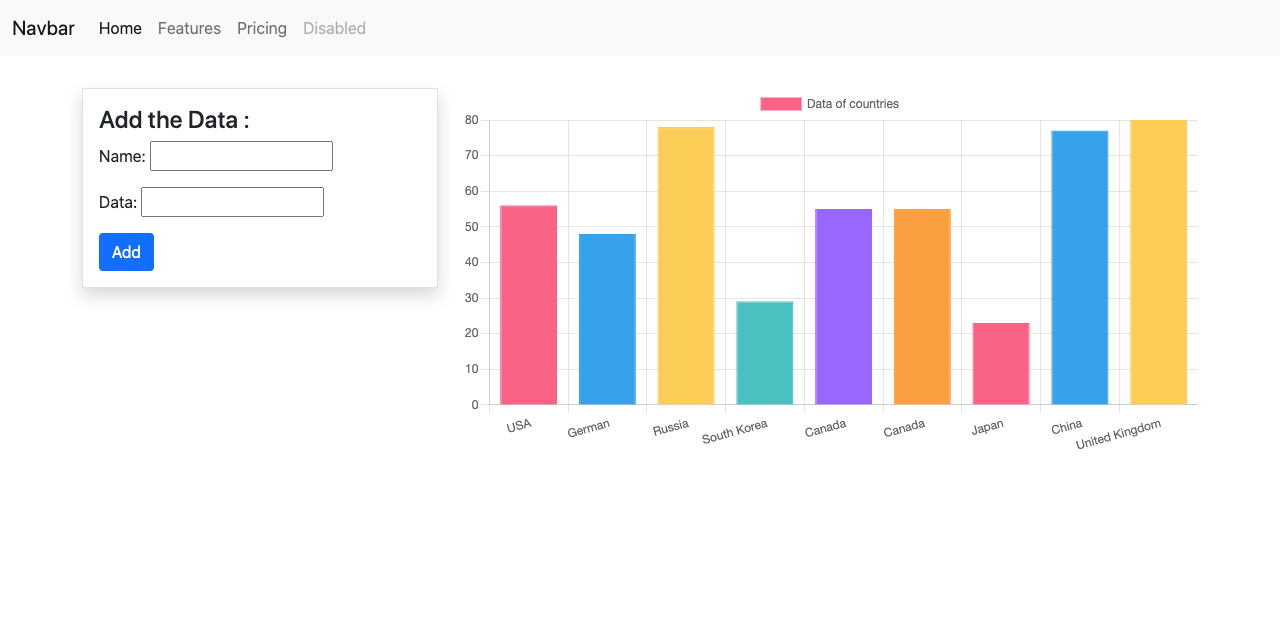 Navbar Home Features Pricing Disabled
Add the Data :
Name:
Data:
Add
Data of countries
80
70
60
50
40
30
20
10
0
USA German Russia South Korea Canada Canada Japan China United Kingdom